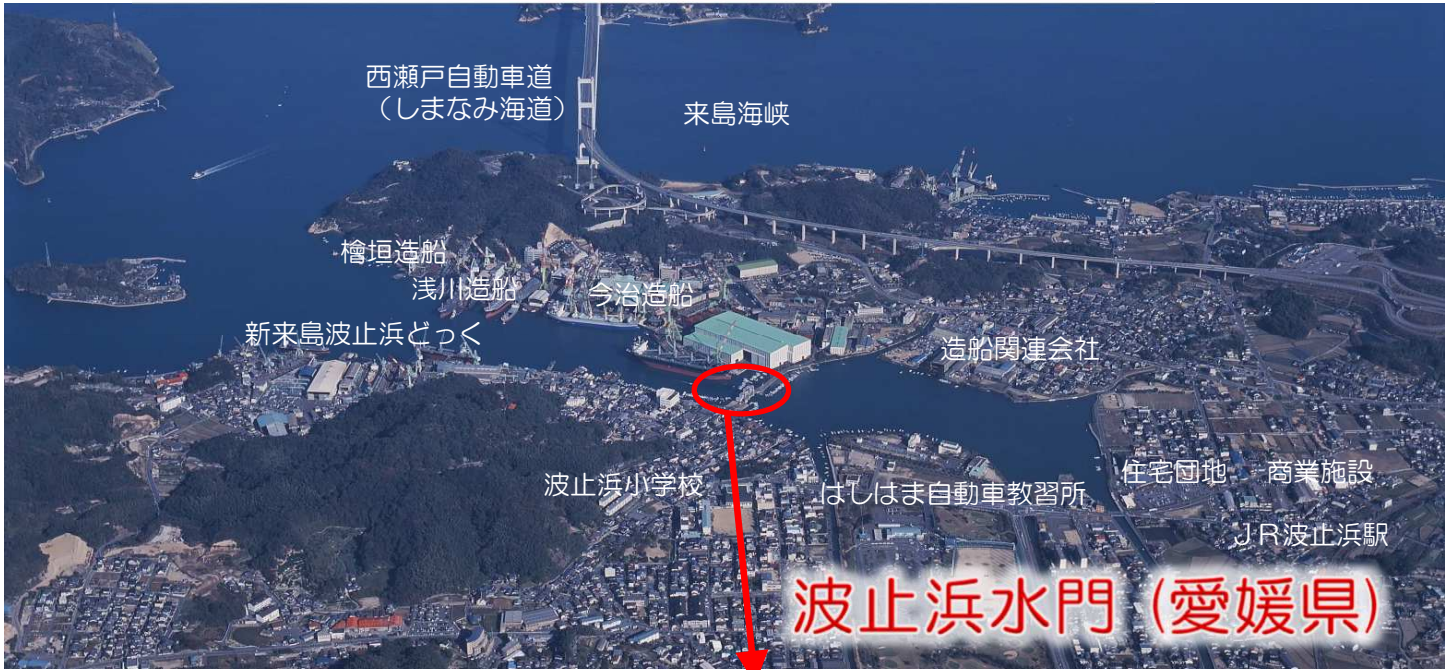 西瀬戸自動車道
（しまなみ海道）
来島海峡
檜垣造船
浅川造船
今治造船
新来島波止浜どっく
造船関連会社
波止浜小学校
はしはま自動車教習所
住宅団地
商業施設
ＪＲ波止浜駅
波止浜水門（愛媛県）